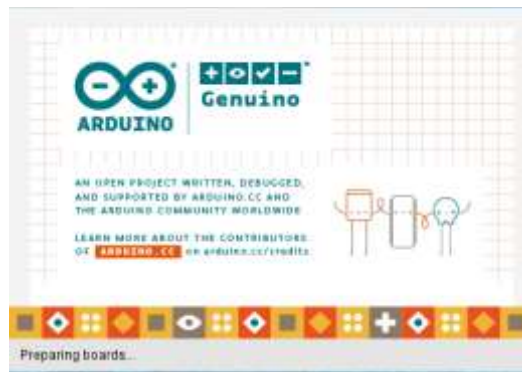 ARDUINO
Genuino
AN OPEN PROJECT WRITTEN, DEBUGGED,
AND SUPPORTED BY ARDUINO.CC AND
THE ARDUINO COMMUNITY WORLDWIDE
LEARN MORE ABOUT THE CONTRIBUTORS
OF ARDUINO.CC on arduino.cc/credits
Preparing boards...